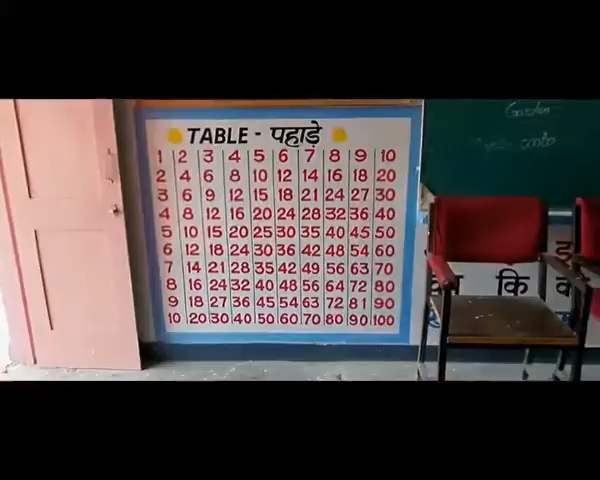 TABLE - पहाड़े
1 2 3 4 5 6 7 8 9 10
2 4 6 8 10 12 14 16 18 20
3 6 9 12 15 18 21 24 27 30
4 8 12 16 20 24 28 32 36 40
5 10 15 20 25 30 35 40 45 50
6 12 18 24 30 36 42 48 54 60
7 14 21 28 35 42 49 56 63 70
8 16 24 32 40 48 56 64 72 80
9 18 27 36 45 54 63 72 81 90
10 20 30 40 50 60 70 80 90 100
Garden
कि